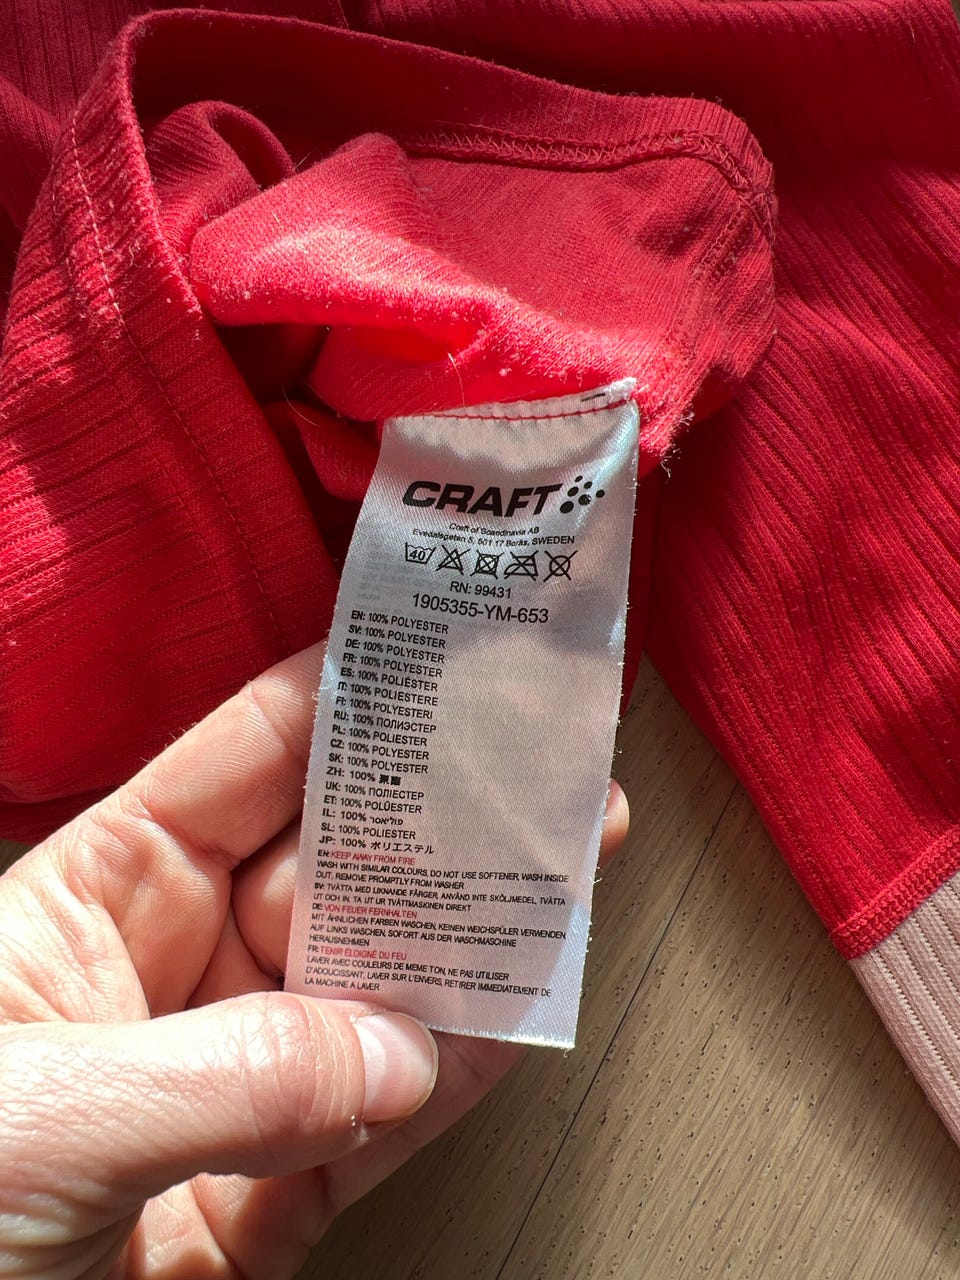 CRAFT
Craft of Scandinavia AB
Evedalsgatan 5, 501 17 Borås, SWEDEN
40
RN: 99431
1905355-YM-653
EN: 100% POLYESTER
SV: 100% POLYESTER
DE: 100% POLYESTER
FR: 100% POLYESTER
ES: 100% POLIÉSTER
IT: 100% POLIESTERE
FI: 100% POLYESTERI
RU: 100% ПОЛИЭСТЕР
PL: 100% POLIESTER
CZ: 100% POLYESTER
SK: 100% POLYESTER
ZH: 100% 聚酯
UK: 100% ПОЛІЕСТЕР
ET: 100% POLÜESTER
IL: 100% פוליאסר
SL: 100% POLIESTER
JP: 100% ポリエステル
EN: KEEP AWAY FROM FIRE
WASH WITH SIMILAR COLOURS, DO NOT USE SOFTENER, WASH INSIDE
OUT, REMOVE PROMPTLY FROM WASHER
SV: TVÄTTA MED LIKNANDE FÄRGER, ANVÄND INTE SKÖLJMEDEL, TVÄTTA
UT OCH IN, TA UT UR TVÄTTMASKINEN DIREKT
DE: VON FEUER FERNHALTEN
MIT ÄHNLICHEN FARBEN WASCHEN, KEINEN WEICHSPÜLER VERWENDEN,
AUF LINKS WASCHEN, SOFORT AUS DER WASCHMASCHINE
HERAUSNEHMEN
FR: TENIR ÉLOIGNÉ DU FEU
LAVER AVEC COULEURS DE MEME TON, NE PAS UTILISER
D'ADOUCISSANT, LAVER SUR L'ENVERS, RETIRER IMMEDIATEMENT DE
LA MACHINE A LAVER